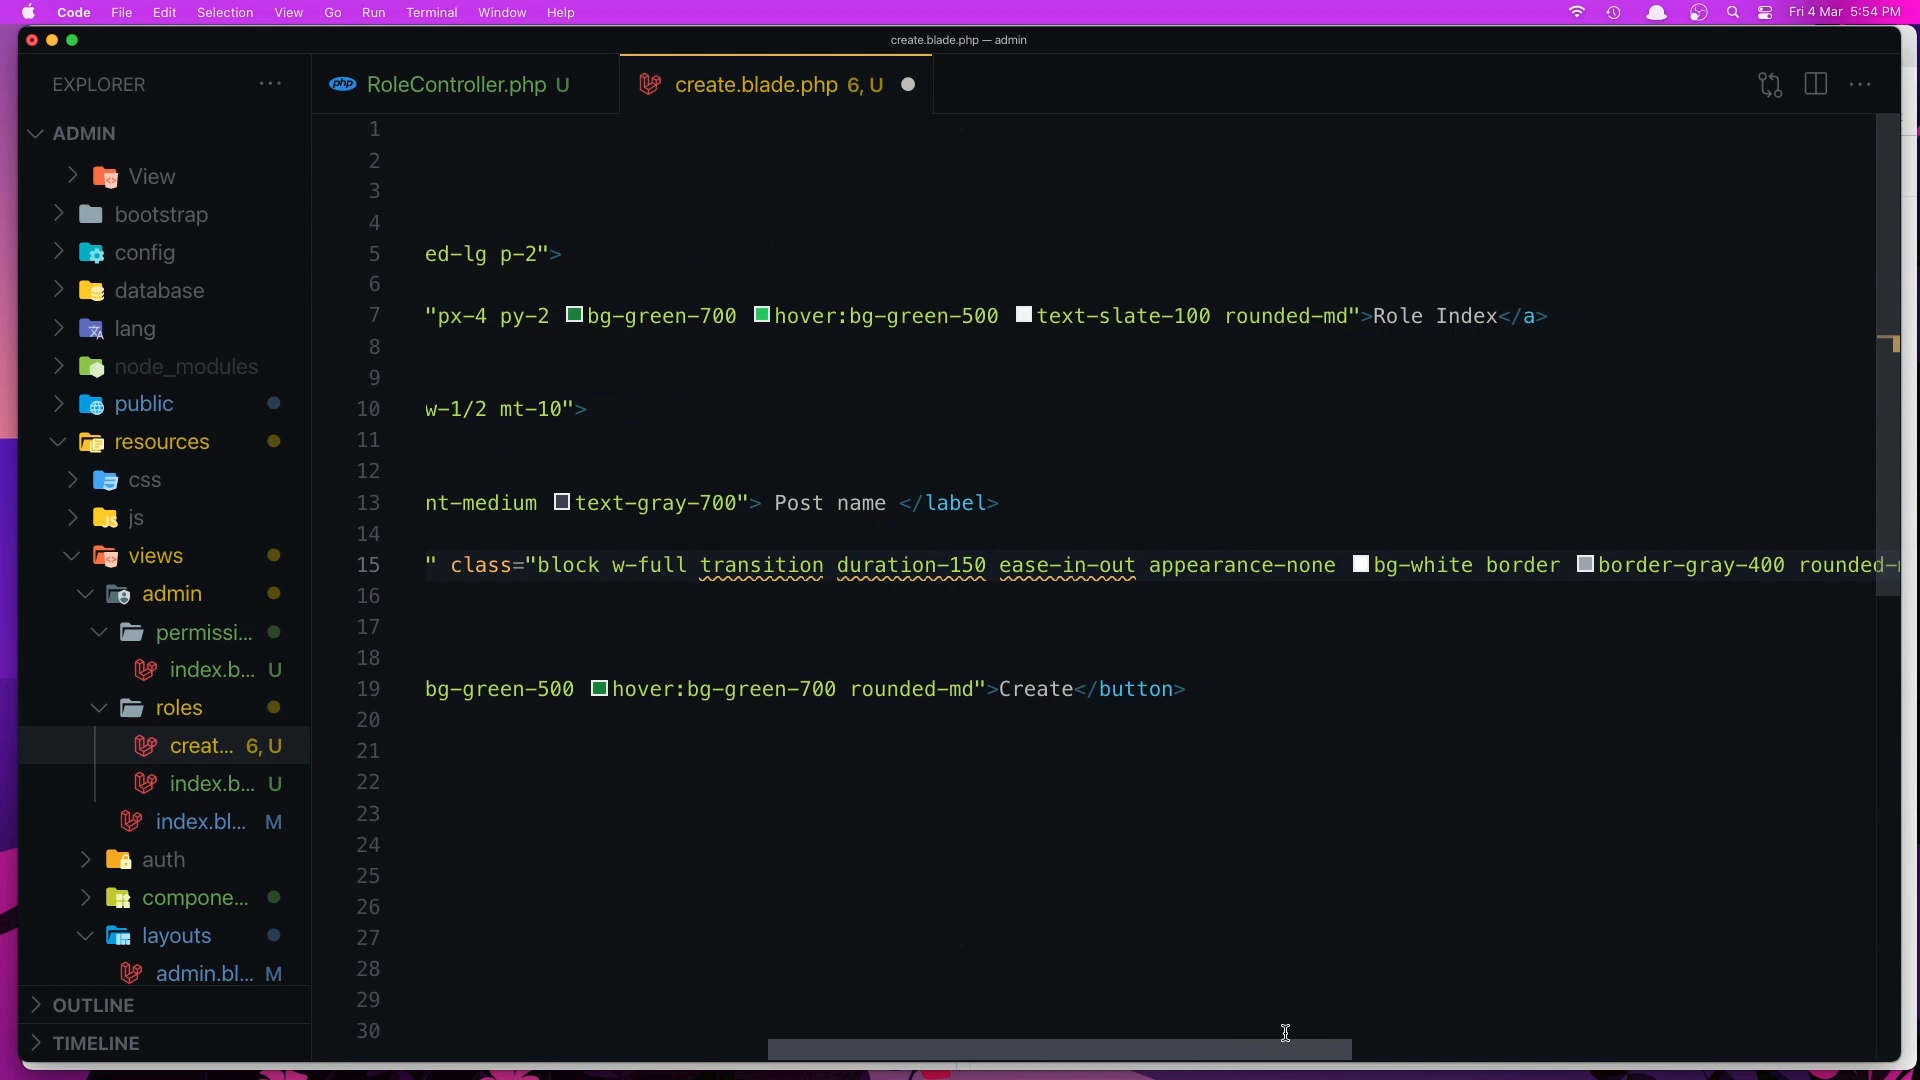 Code File Edit Selection View Go Run Terminal Window Help Fri 4 Mar 5:54 PM
create.blade.php — admin
EXPLORER
RoleController.php U
create.blade.php 6, U
ADMIN
View
bootstrap
config
database
lang
node_modules
public
resources
css
js
views
admin
permissi...
index.b... U
roles
creat... 6, U
index.b... U
index.bl... M
auth
compone...
layouts
admin.bl... M
OUTLINE
TIMELINE
1
2
3
4
5 ed-lg p-2">
6
7 "px-4 py-2 bg-green-700 hover:bg-green-500 text-slate-100 rounded-md">Role Index</a>
8
9
10 w-1/2 mt-10">
11
12
13 nt-medium text-gray-700"> Post name </label>
14
15 " class="block w-full transition duration-150 ease-in-out appearance-none bg-white border border-gray-400 rounded-
16
17
18
19 bg-green-500 hover:bg-green-700 rounded-md">Create</button>
20
21
22
23
24
25
26
27
28
29
30